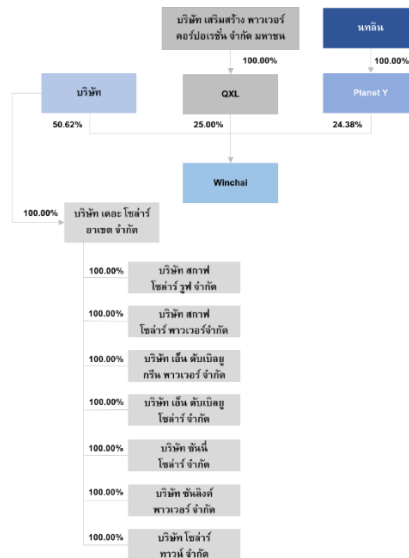 บริษัท เสริมสร้าง พาวเวอร์
คอร์ปอเรชั่น จำกัด มหาชน
นทลิน
100.00%
100.00%
บริษัท
QXL
Planet Y
50.62%
25.00%
24.38%
Winchai
100.00%
บริษัท เดอะ โซล่าร์
อาเขต จำกัด
100.00%
บริษัท สกาฟ
โซล่าร์ รูฟ จำกัด
100.00%
บริษัท สกาฟ
โซล่าร์ พาวเวอร์จำกัด
100.00%
บริษัท เอ็น ดับเบิลยู
กรีน พาวเวอร์ จำกัด
100.00%
บริษัท เอ็น ดับเบิลยู
โซล่าร์ จำกัด
100.00%
บริษัท ซันนี่
โซล่าร์ จำกัด
100.00%
บริษัท ซันลิงค์
พาวเวอร์ จำกัด
100.00%
บริษัท โซล่าร์
ทาวน์ จำกัด